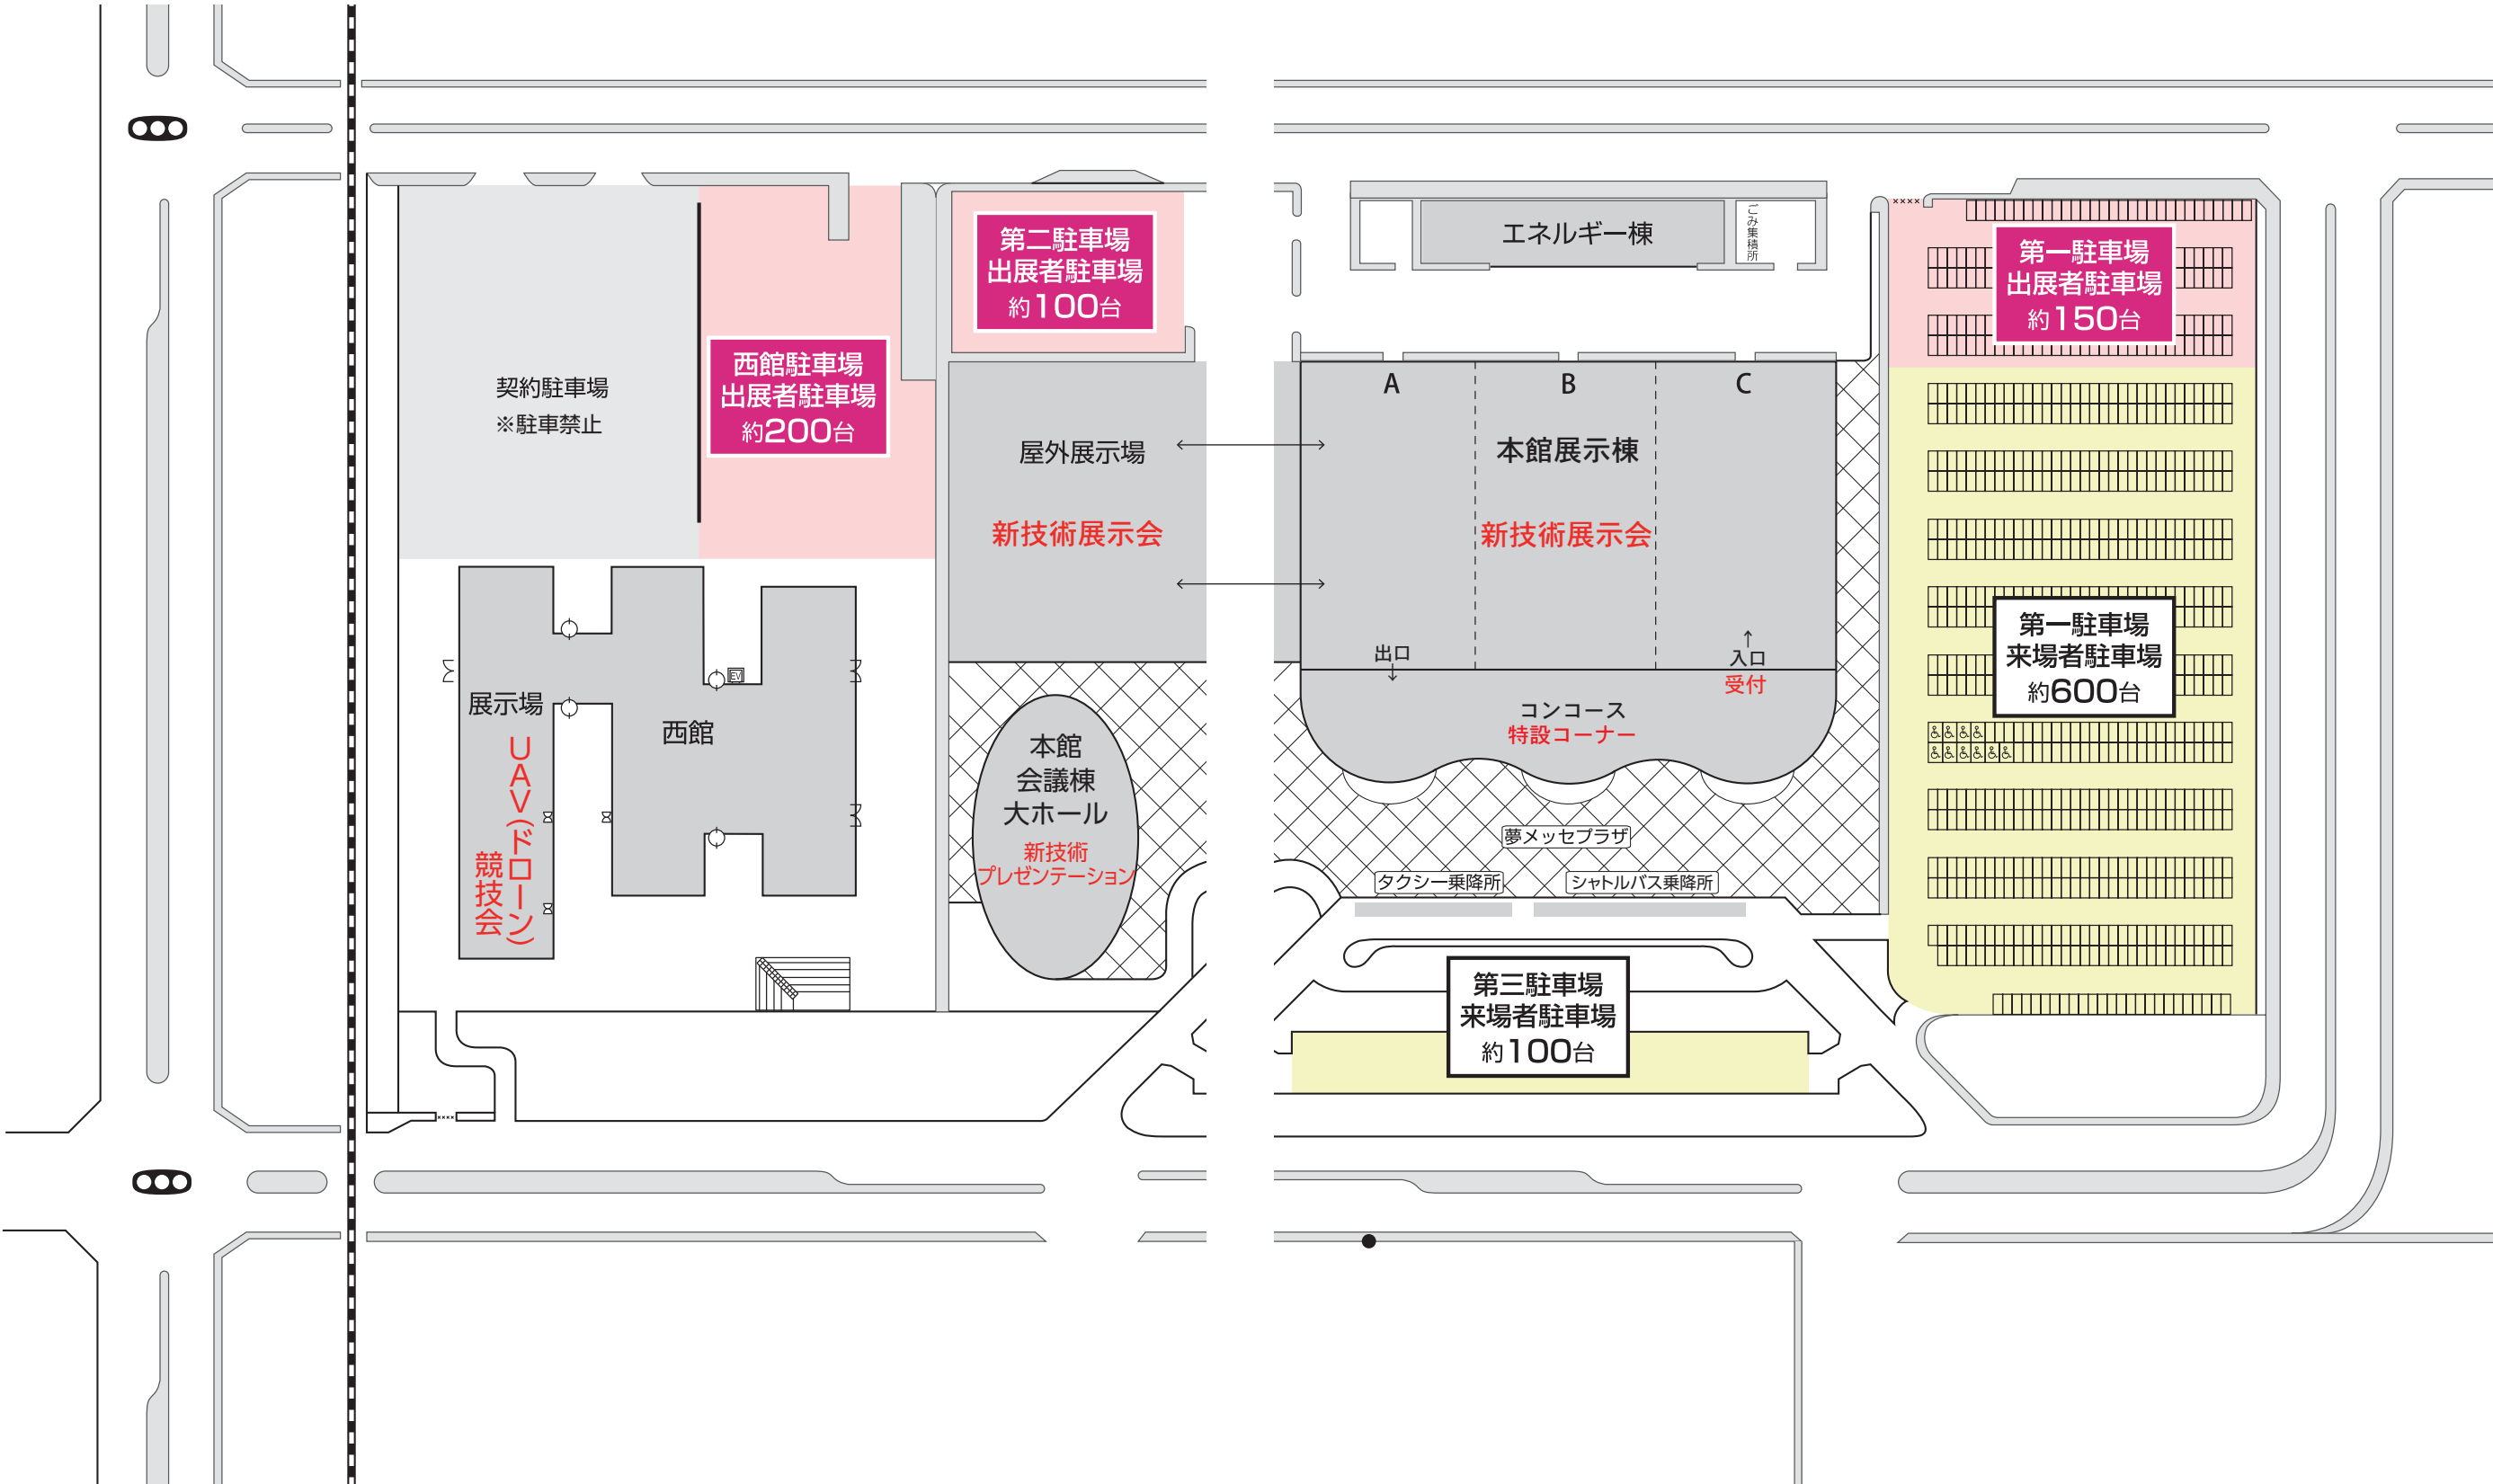 第二駐車場
出展者駐車場
約100台
西館駐車場
出展者駐車場
約200台
契約駐車場
※駐車禁止
屋外展示場
新技術展示会
展示場
UAV(ドローン)
競技会
西館
EV
本館
会議棟
大ホール
新技術
プレゼンテーション
エネルギー棟
ごみ集積所
A
B
C
本館展示棟
新技術展示会
出口
入口
受付
コンコース
特設コーナー
夢メッセプラザ
タクシー乗降所
シャトルバス乗降所
第一駐車場
出展者駐車場
約150台
第一駐車場
来場者駐車場
約600台
第三駐車場
来場者駐車場
約100台